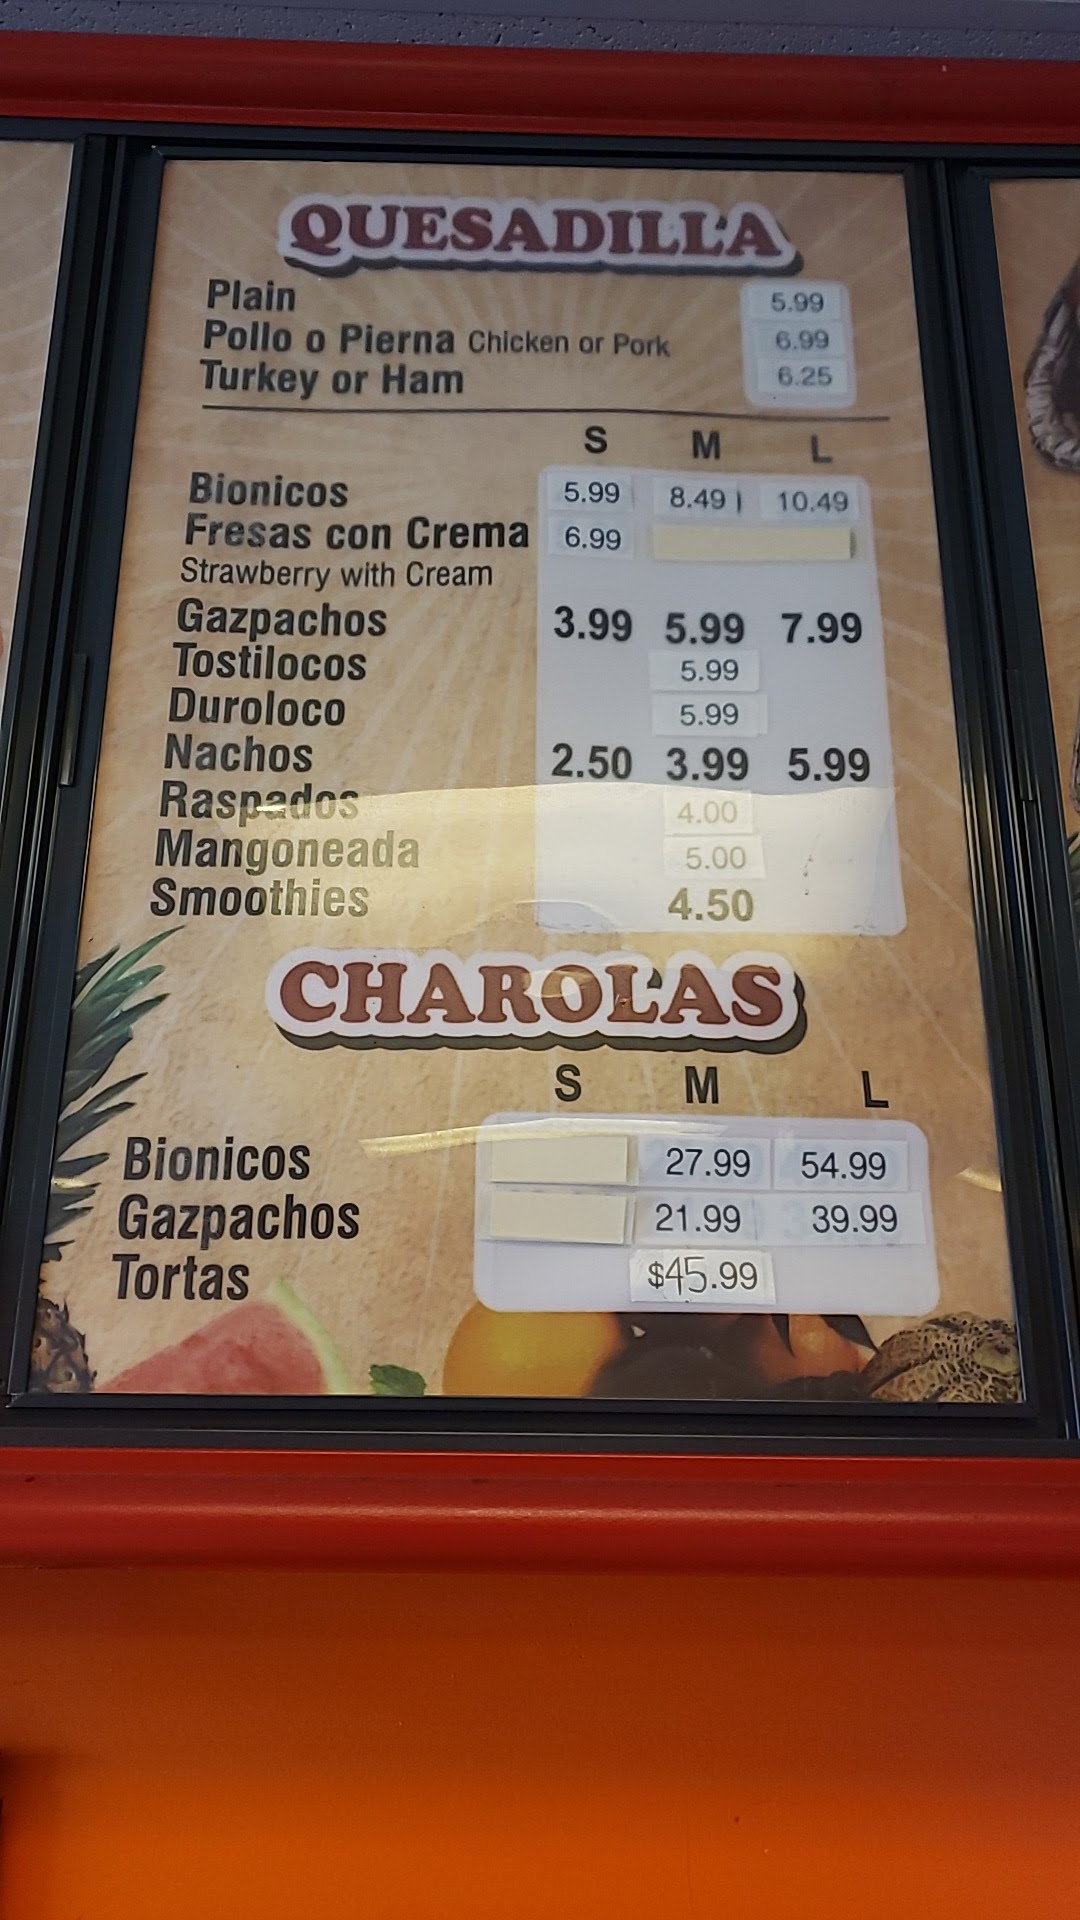 QUESADILLA
Plain 5.99
Pollo o Pierna Chicken or Pork 6.99
Turkey or Ham 6.25
S M L
Bionicos 5.99 8.49 10.49
Fresas con Crema 6.99
Strawberry with Cream
Gazpachos 3.99 5.99 7.99
Tostilocos 5.99
Duroloco 5.99
Nachos 2.50 3.99 5.99
Raspados 4.00
Mangoneada 5.00
Smoothies 4.50
CHAROLAS
S M L
Bionicos 27.99 54.99
Gazpachos 21.99 39.99
Tortas $45.99